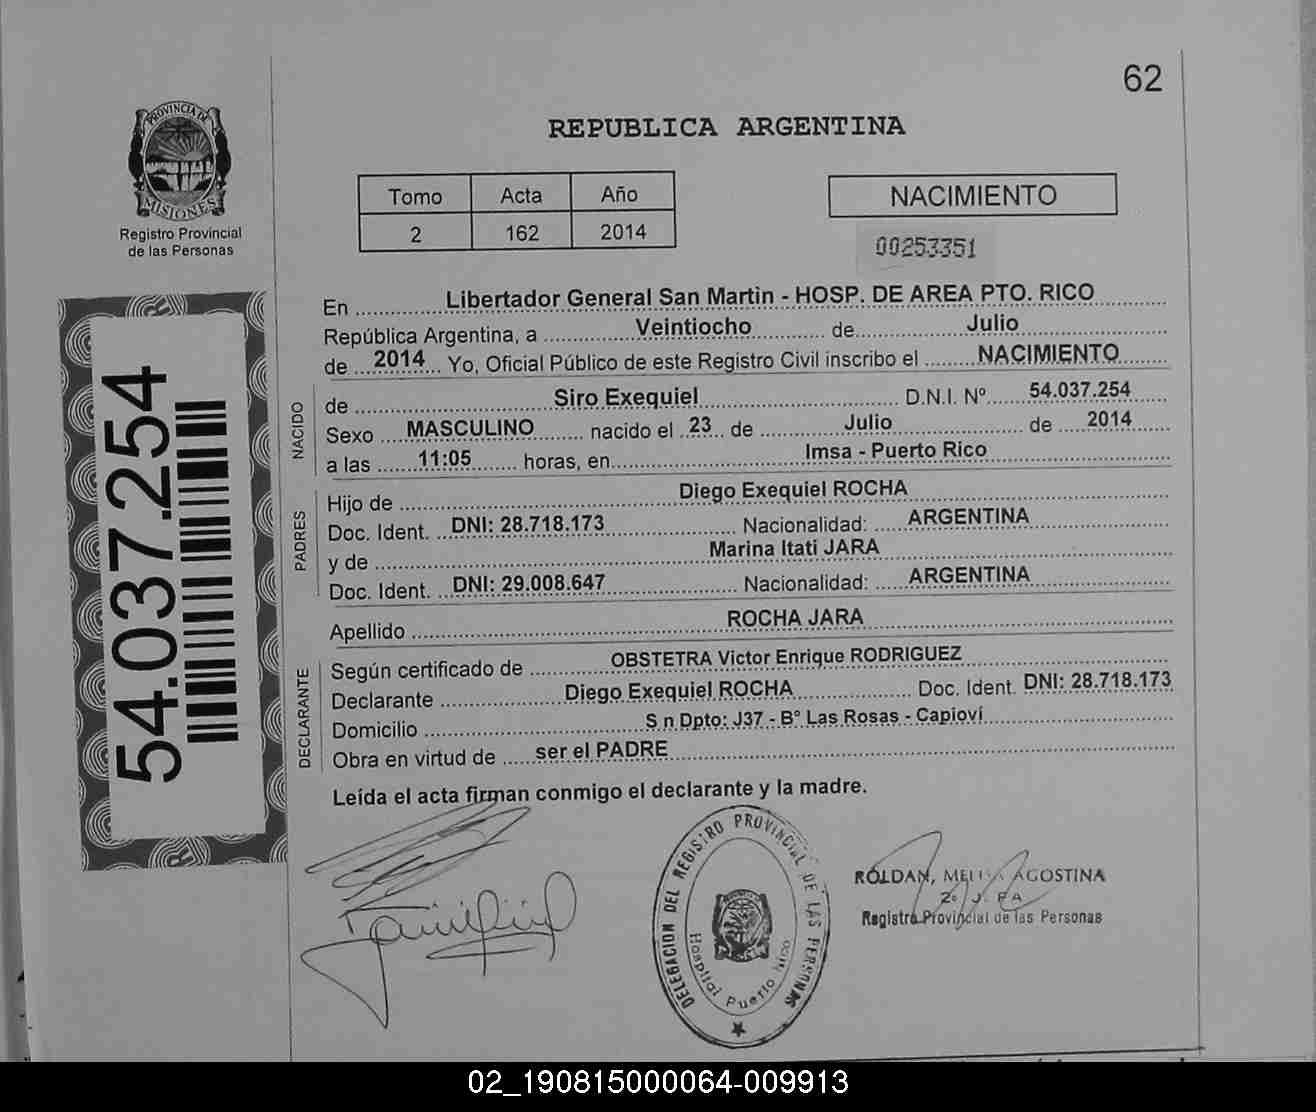 62
PROVINCIA DE
MISIONES
Registro Provincial
de las Personas
REPUBLICA ARGENTINA
Tomo Acta Año
2 162 2014
NACIMIENTO
00253351
54.037.254
En Libertador General San Martin - HOSP. DE AREA PTO. RICO
República Argentina, a Veintiocho de Julio
de 2014 Yo, Oficial Público de este Registro Civil inscribo el NACIMIENTO
NACIDO
de Siro Exequiel D.N.I. Nº 54.037.254
Sexo MASCULINO nacido el 23 de Julio de 2014
a las 11:05 horas, en Imsa - Puerto Rico
PADRES
Hijo de Diego Exequiel ROCHA
Doc. Ident. DNI: 28.718.173 Nacionalidad: ARGENTINA
y de Marina Itati JARA
Doc. Ident. DNI: 29.008.647 Nacionalidad: ARGENTINA
Apellido ROCHA JARA
DECLARANTE
Según certificado de OBSTETRA Victor Enrique RODRIGUEZ
Declarante Diego Exequiel ROCHA Doc. Ident. DNI: 28.718.173
Domicilio S n Dpto: J37 - B° Las Rosas - Capioví
Obra en virtud de ser el PADRE
Leída el acta firman conmigo el declarante y la madre.
DELEGACION DEL REGISTRO PROVINCIAL DE LAS PERSONAS
Hospital Puerto Rico
ROLDAN, AGOSTINA
Registro Provincial de las Personas
02_190815000064-009913